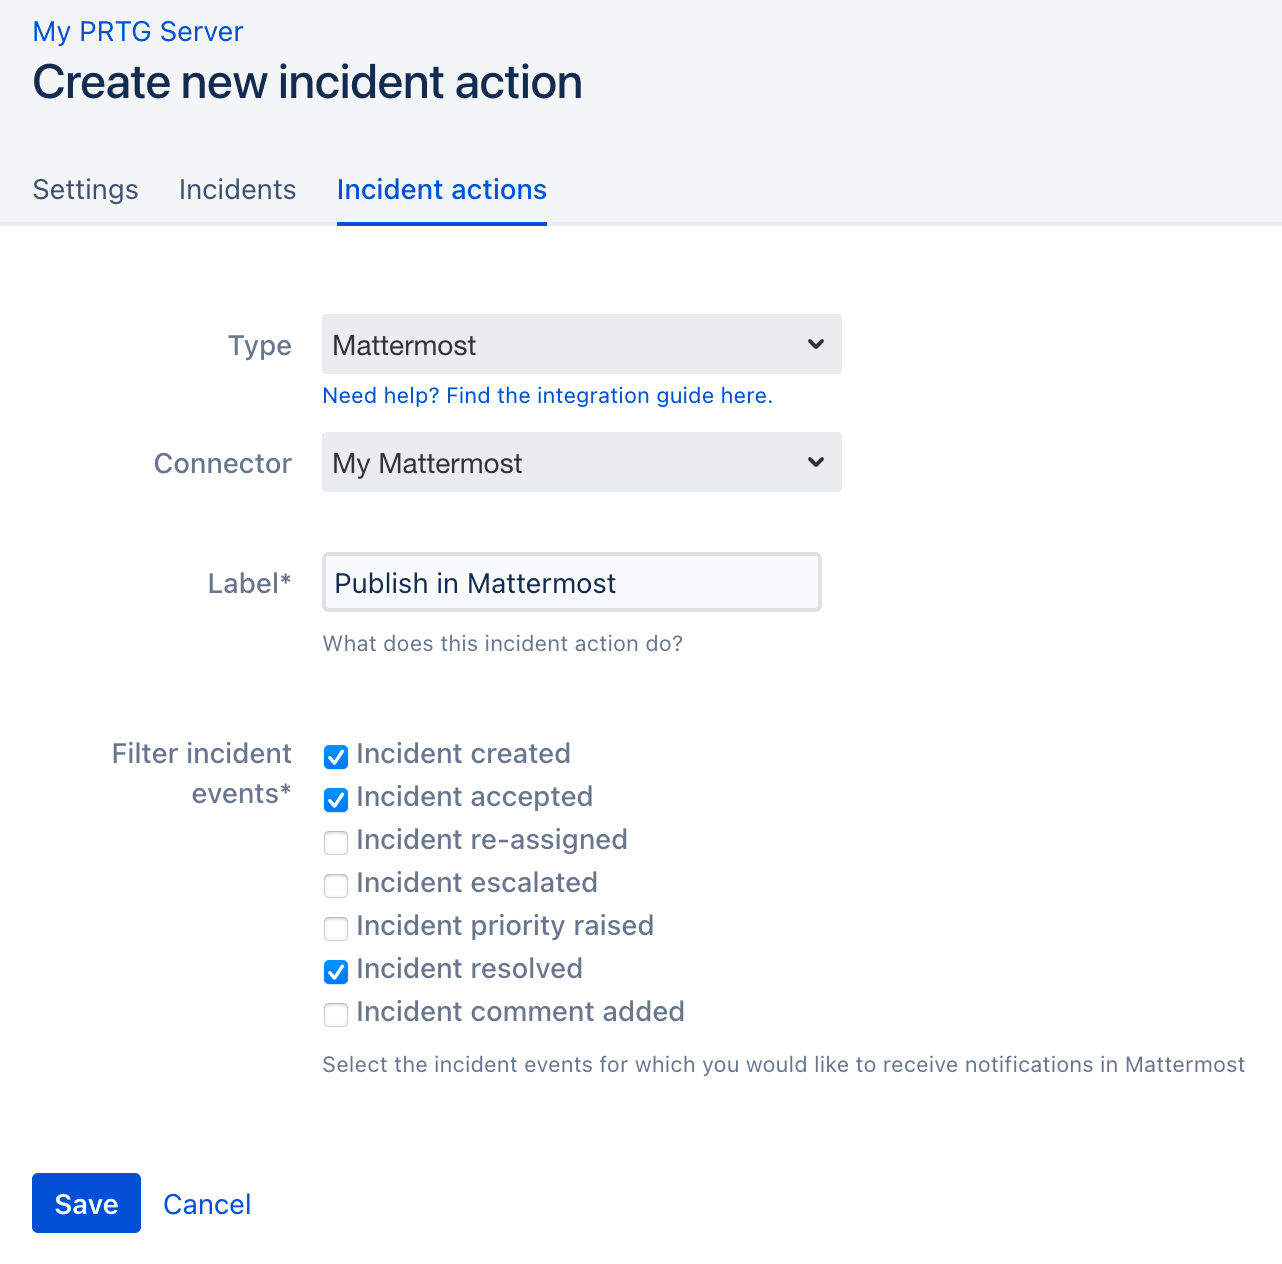 My PRTG Server
Create new incident action
Settings Incidents Incident actions
Type Mattermost
Need help? Find the integration guide here.
Connector My Mattermost
Label* Publish in Mattermost
What does this incident action do?
Filter incident events*
Incident created
Incident accepted
Incident re-assigned
Incident escalated
Incident priority raised
Incident resolved
Incident comment added
Select the incident events for which you would like to receive notifications in Mattermost
Save Cancel